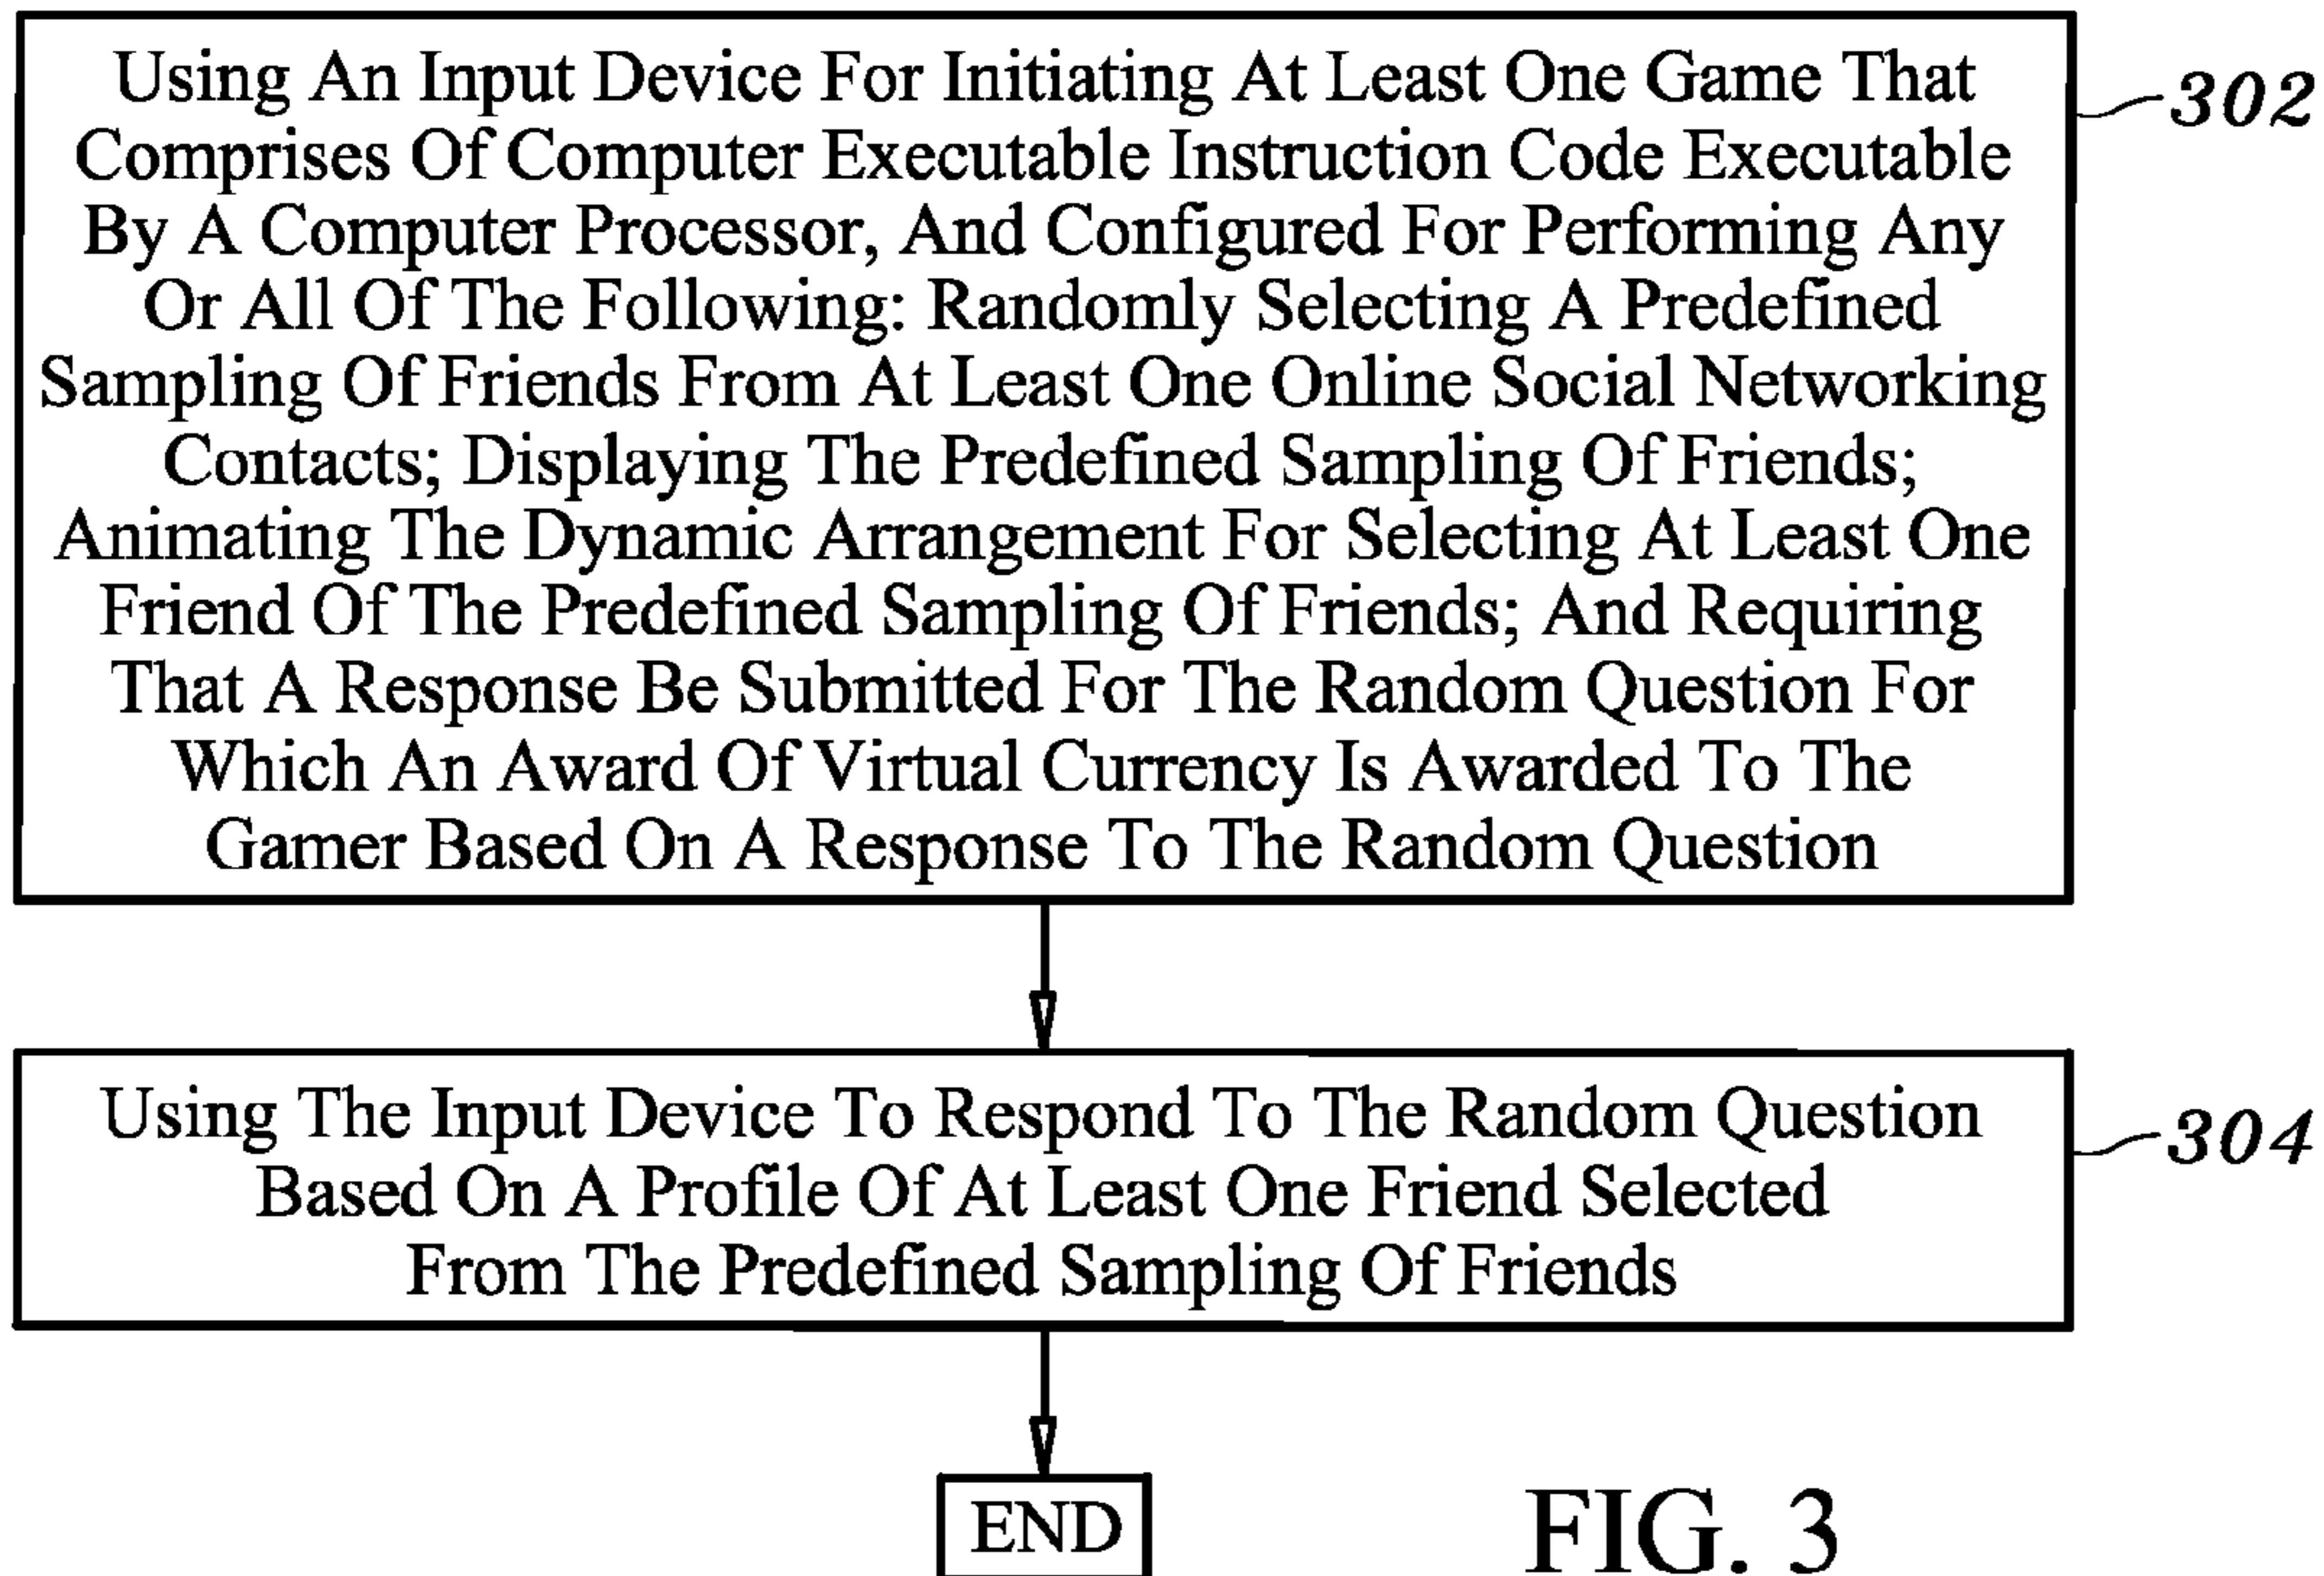 Using An Input Device For Initiating At Least One Game That
Comprises Of Computer Executable Instruction Code Executable
By A Computer Processor, And Configured For Performing Any
Or All Of The Following: Randomly Selecting A Predefined
Sampling Of Friends From At Least One Online Social Networking
Contacts; Displaying The Predefined Sampling Of Friends;
Animating The Dynamic Arrangement For Selecting At Least One
Friend Of The Predefined Sampling Of Friends; And Requiring
That A Response Be Submitted For The Random Question For
Which An Award Of Virtual Currency Is Awarded To The
Gamer Based On A Response To The Random Question
302
Using The Input Device To Respond To The Random Question
Based On A Profile Of At Least One Friend Selected
From The Predefined Sampling Of Friends
304
END
FIG. 3